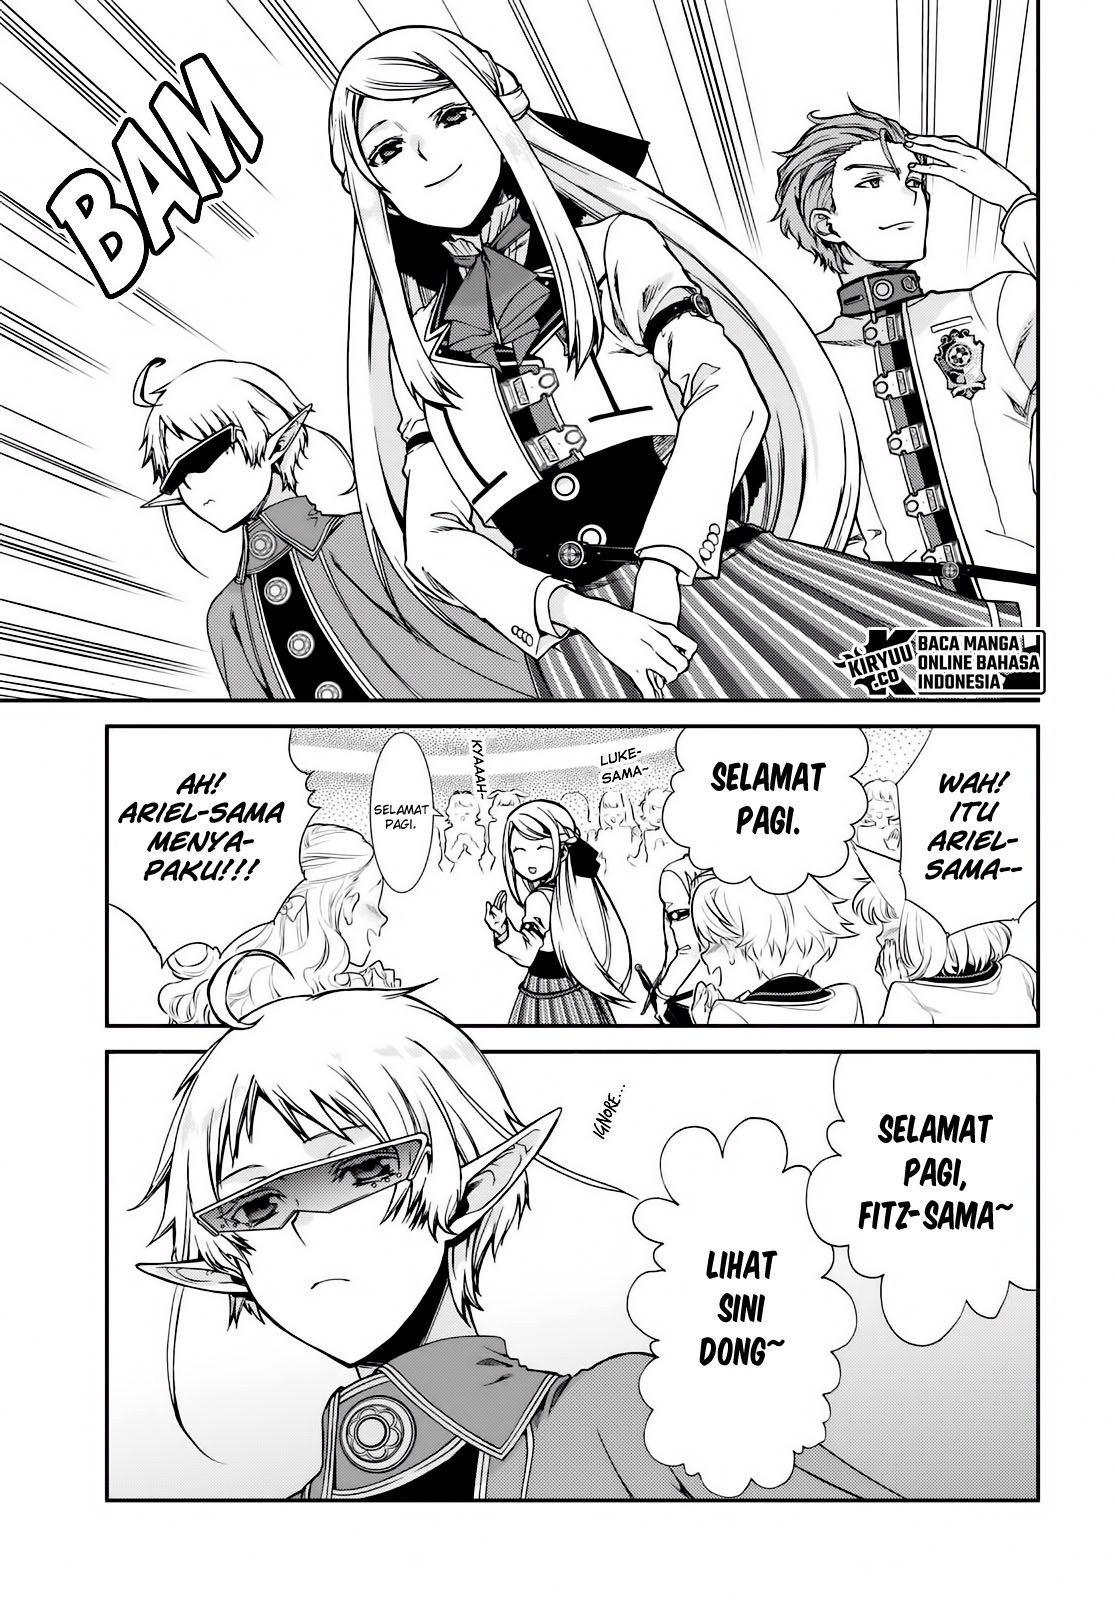 BAM
KIRYUU
.CO
BACA MANGA
ONLINE BAHASA
INDONESIA
WAH!
ITU
ARIEL-
SAMA--
SELAMAT
PAGI.
LUKE-
SAMA~
KYAAAH~
SELAMAT
PAGI.
AH!
ARIEL-SAMA
MENYA-
PAKU!!!
SELAMAT
PAGI,
FITZ-SAMA~
LIHAT
SINI
DONG~
IGNORE...